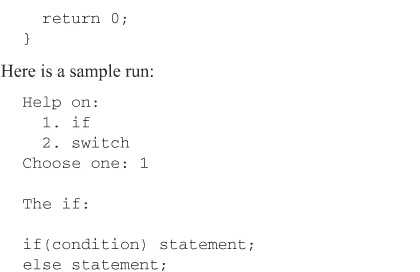 return 0;
}
Here is a sample run:
Help on:
1. if
2. switch
Choose one: 1
The if:
if(condition) statement;
else statement;